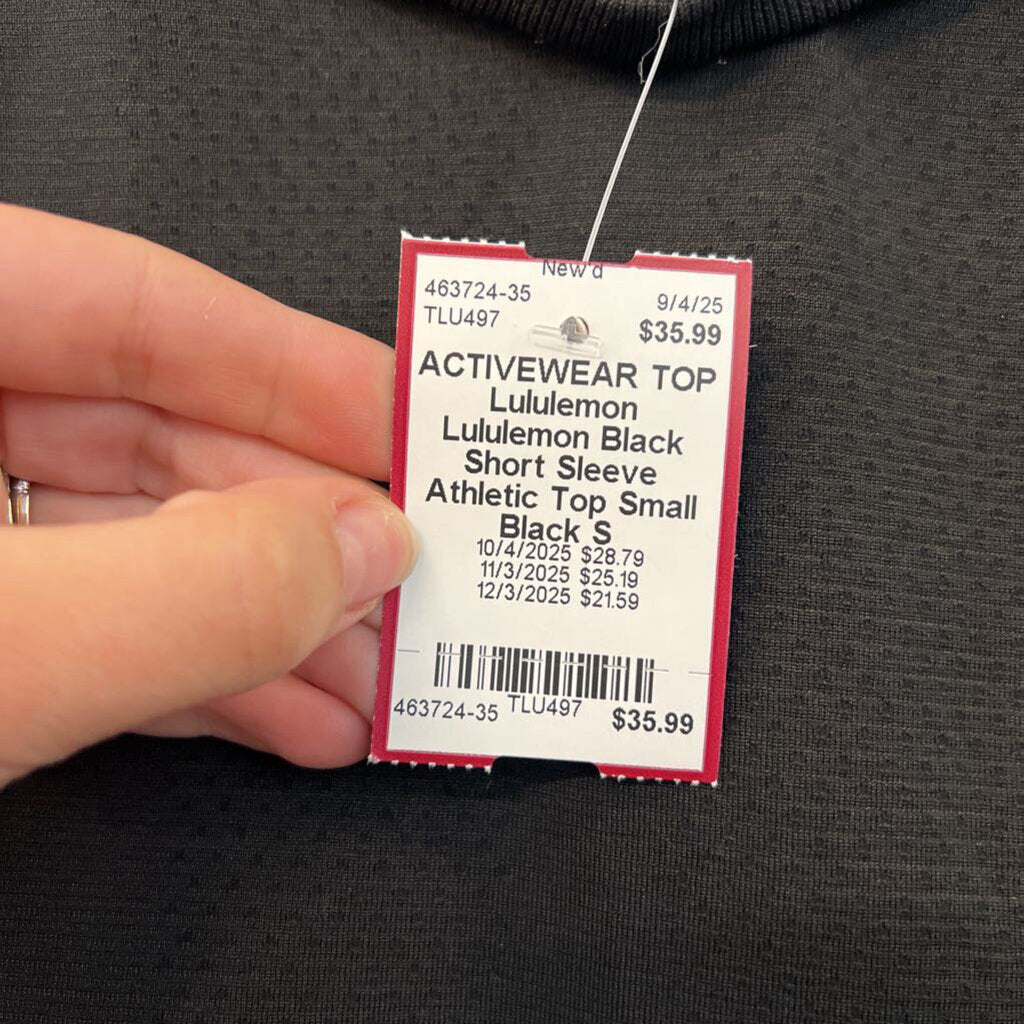 New'd
463724-35 9/4/25
TLU497 $35.99
ACTIVEWEAR TOP
Lululemon
Lululemon Black
Short Sleeve
Athletic Top Small
Black S
10/4/2025 $28.79
11/3/2025 $25.19
12/3/2025 $21.59
463724-35 TLU497 $35.99